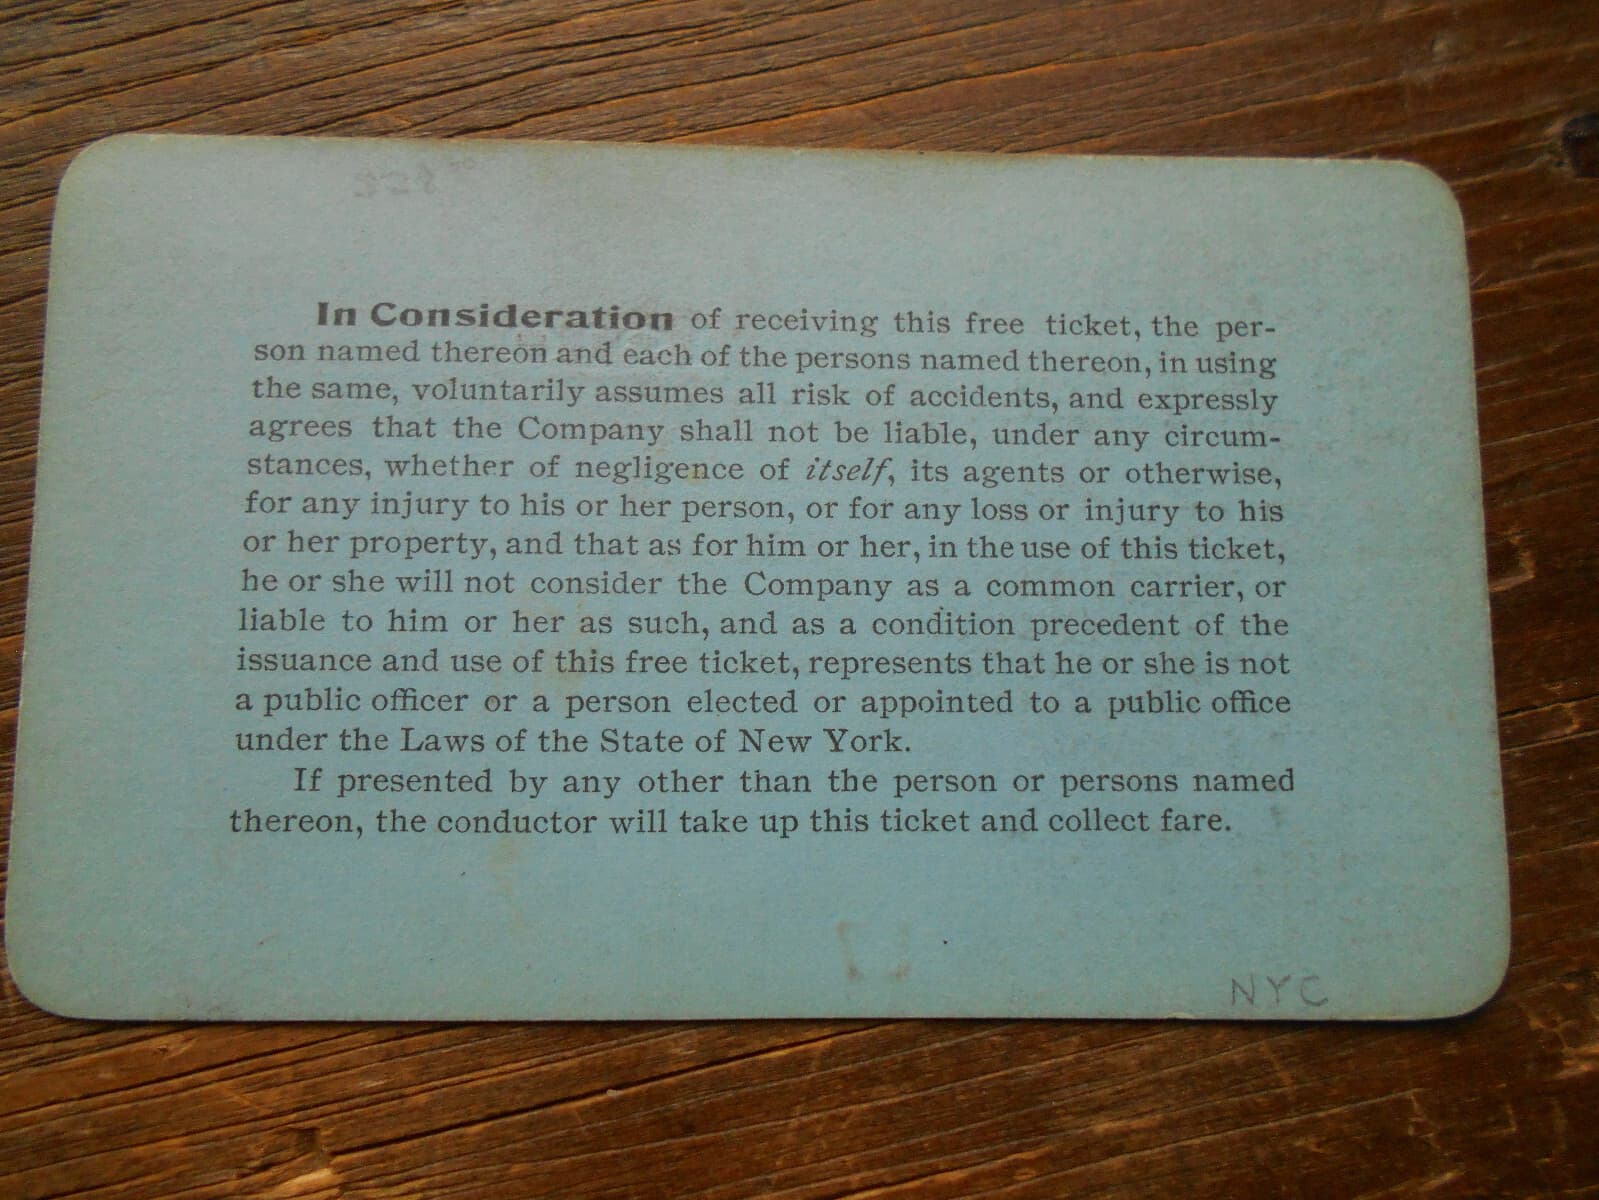 In Consideration of receiving this free ticket, the per-
son named thereon and each of the persons named thereon, in using
the same, voluntarily assumes all risk of accidents, and expressly
agrees that the Company shall not be liable, under any circum-
stances, whether of negligence of itself, its agents or otherwise,
for any injury to his or her person, or for any loss or injury to his
or her property, and that as for him or her, in the use of this ticket,
he or she will not consider the Company as a common carrier, or
liable to him or her as such, and as a condition precedent of the
issuance and use of this free ticket, represents that he or she is not
a public officer or a person elected or appointed to a public office
under the Laws of the State of New York.
If presented by any other than the person or persons named
thereon, the conductor will take up this ticket and collect fare.
NYC